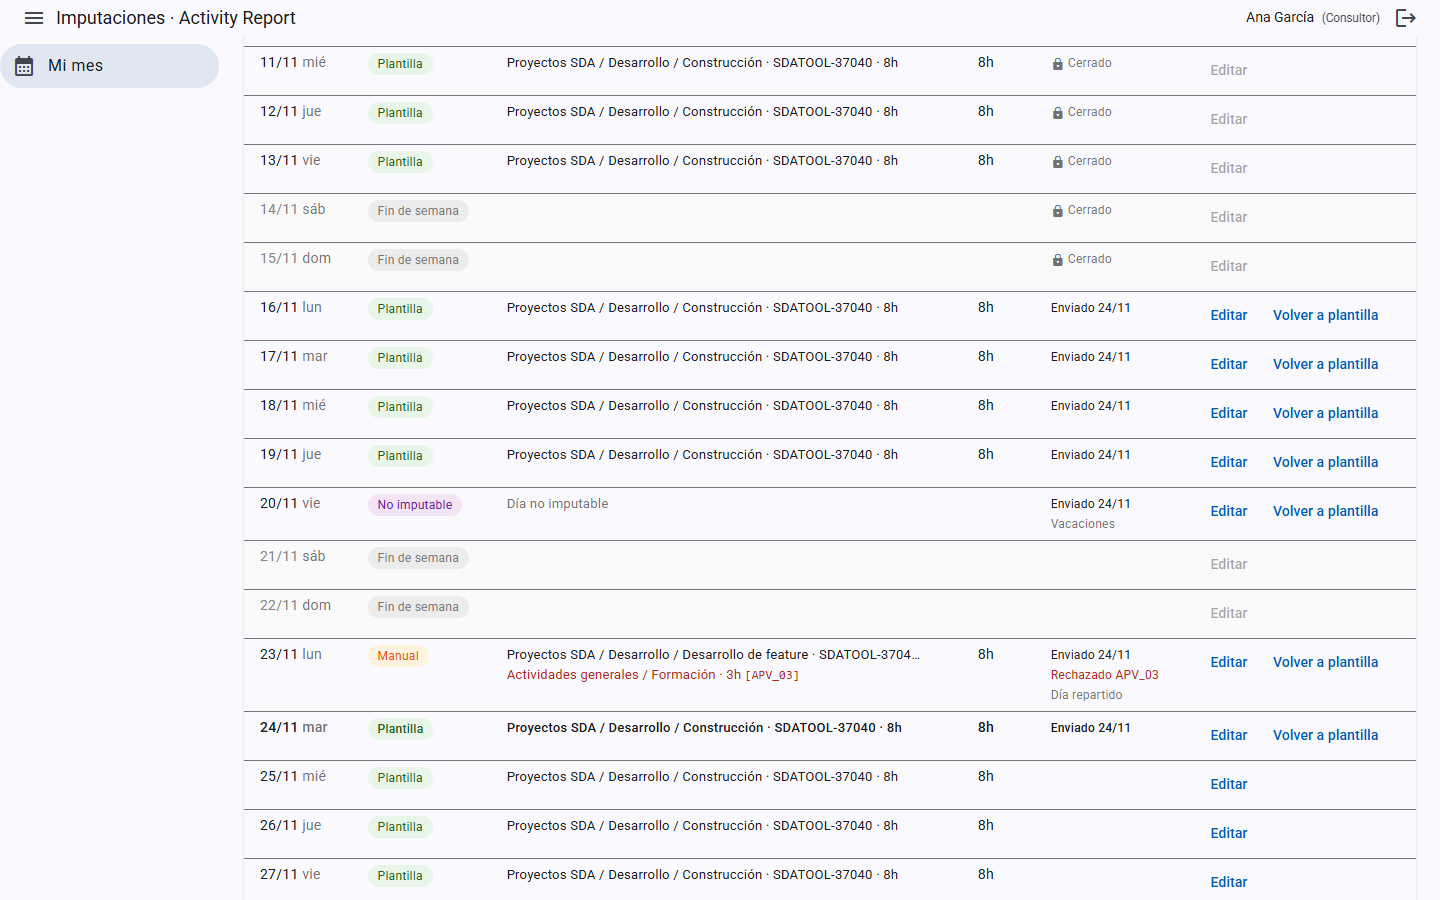 Imputaciones · Activity Report
Ana García (Consultor)
Mi mes
11/11 mié Plantilla Proyectos SDA / Desarrollo / Construcción · SDATOOL-37040 · 8h 8h Cerrado Editar
12/11 jue Plantilla Proyectos SDA / Desarrollo / Construcción · SDATOOL-37040 · 8h 8h Cerrado Editar
13/11 vie Plantilla Proyectos SDA / Desarrollo / Construcción · SDATOOL-37040 · 8h 8h Cerrado Editar
14/11 sáb Fin de semana Cerrado Editar
15/11 dom Fin de semana Cerrado Editar
16/11 lun Plantilla Proyectos SDA / Desarrollo / Construcción · SDATOOL-37040 · 8h 8h Enviado 24/11 Editar Volver a plantilla
17/11 mar Plantilla Proyectos SDA / Desarrollo / Construcción · SDATOOL-37040 · 8h 8h Enviado 24/11 Editar Volver a plantilla
18/11 mié Plantilla Proyectos SDA / Desarrollo / Construcción · SDATOOL-37040 · 8h 8h Enviado 24/11 Editar Volver a plantilla
19/11 jue Plantilla Proyectos SDA / Desarrollo / Construcción · SDATOOL-37040 · 8h 8h Enviado 24/11 Editar Volver a plantilla
20/11 vie No imputable Día no imputable Enviado 24/11 Editar Volver a plantilla
Vacaciones
21/11 sáb Fin de semana Editar
22/11 dom Fin de semana Editar
23/11 lun Manual Proyectos SDA / Desarrollo / Desarrollo de feature · SDATOOL-3704… 8h Enviado 24/11 Editar Volver a plantilla
Actividades generales / Formación · 3h [APV_03] Rechazado APV_03
Día repartido
24/11 mar Plantilla Proyectos SDA / Desarrollo / Construcción · SDATOOL-37040 · 8h 8h Enviado 24/11 Editar Volver a plantilla
25/11 mié Plantilla Proyectos SDA / Desarrollo / Construcción · SDATOOL-37040 · 8h 8h Editar
26/11 jue Plantilla Proyectos SDA / Desarrollo / Construcción · SDATOOL-37040 · 8h 8h Editar
27/11 vie Plantilla Proyectos SDA / Desarrollo / Construcción · SDATOOL-37040 · 8h 8h Editar